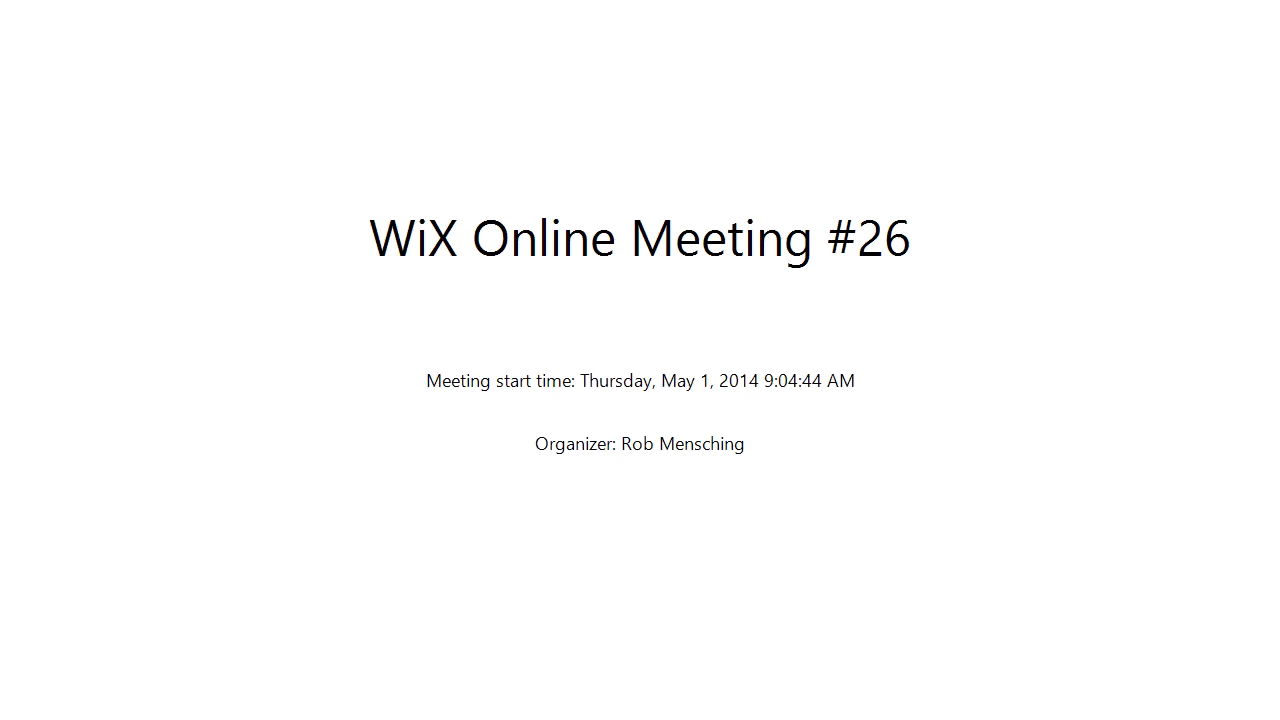 WiX Online Meeting #26
Meeting start time: Thursday, May 1, 2014 9:04:44 AM
Organizer: Rob Mensching